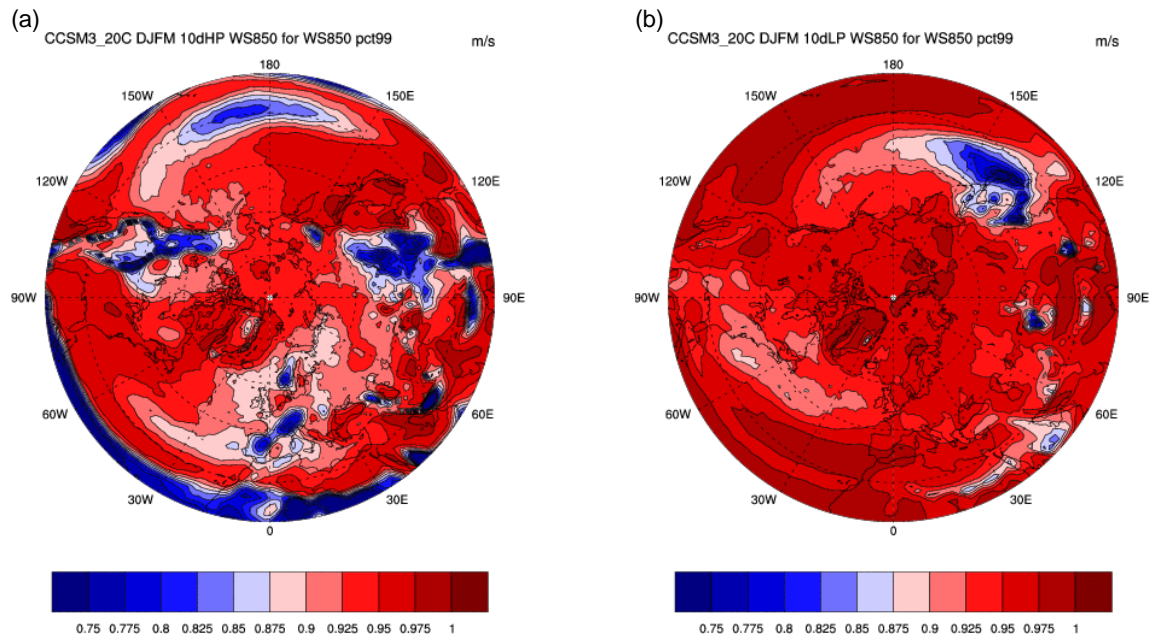 (a)
CCSM3_20C DJFM 10dHP WS850 for WS850 pct99 m/s
180
150W 150E
120W 120E
90W 90E
60W 60E
30W 30E
0
0.75 0.775 0.8 0.825 0.85 0.875 0.9 0.925 0.95 0.975 1
(b)
CCSM3_20C DJFM 10dLP WS850 for WS850 pct99 m/s
180
150W 150E
120W 120E
90W 90E
60W 60E
30W 30E
0
0.75 0.775 0.8 0.825 0.85 0.875 0.9 0.925 0.95 0.975 1